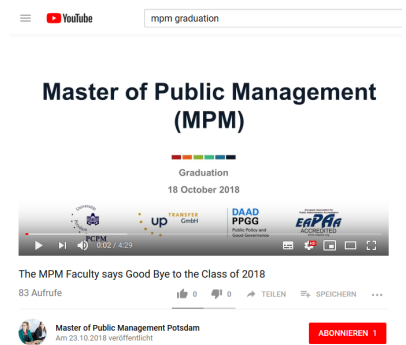 YouTube
mpm graduation
Master of Public Management
(MPM)
Graduation
18 October 2018
Universität
PCPM
up TRANSFER
GmbH
DAAD
PPGG
Public Policy and
Good Governance
EAPAA
ACCREDITED
0:02 / 4:29
HD
The MPM Faculty says Good Bye to the Class of 2018
83 Aufrufe
0
0
TEILEN
SPEICHERN
Master of Public Management Potsdam
Am 23.10.2018 veröffentlicht
ABONNIEREN 1